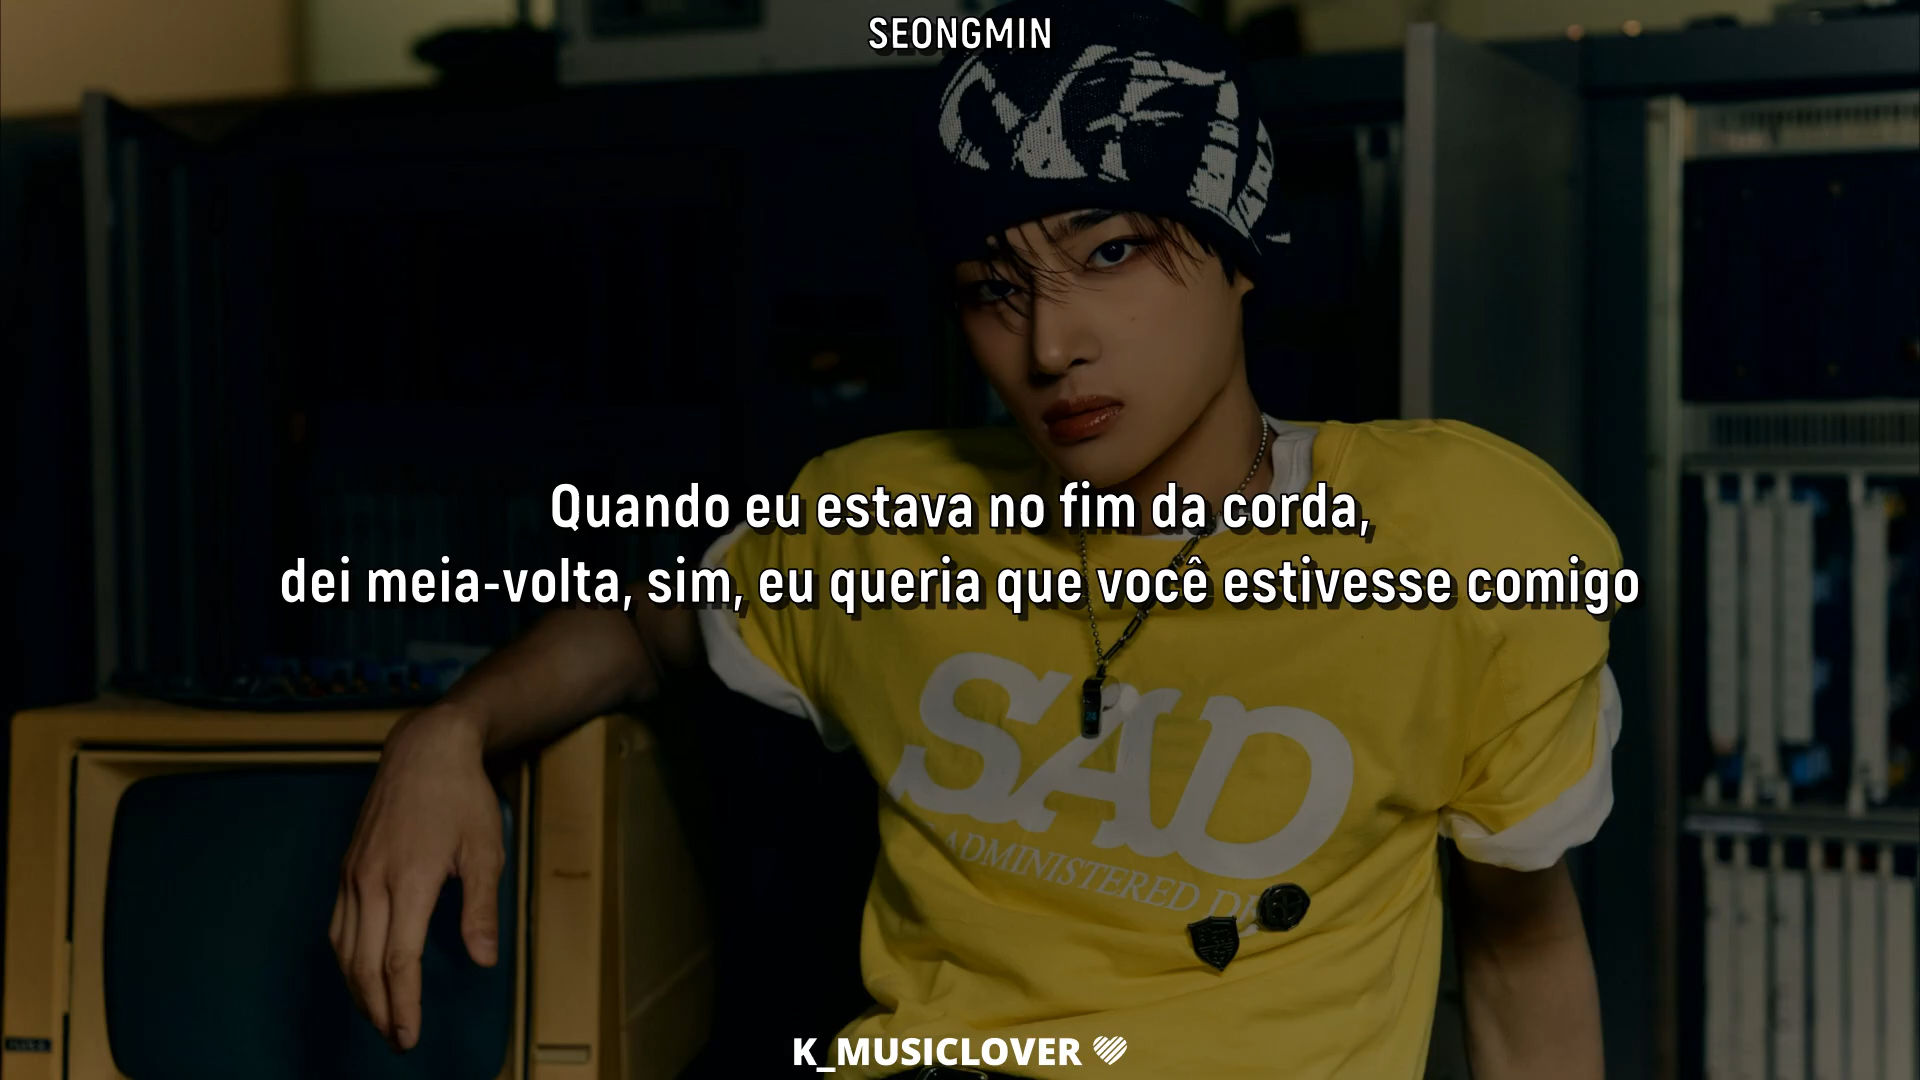 SEONGMIN
Quando eu estava no fim da corda,
dei meia-volta, sim, eu queria que você estivesse comigo
SAD
ADMINISTERED
K_MUSICLOVER